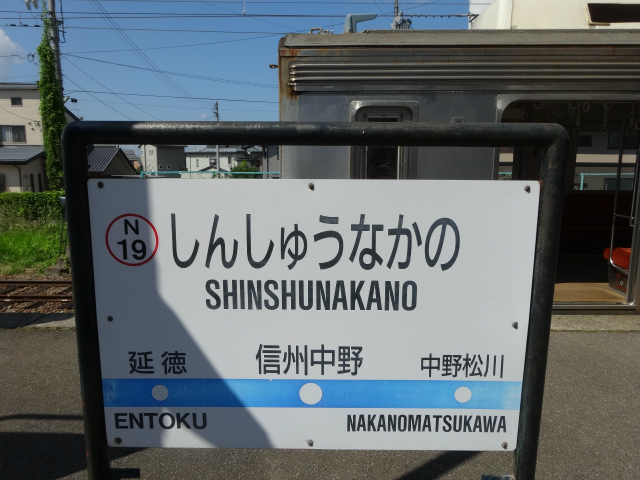 N
19
しんしゅうなかの
SHINSHUNAKANO
延徳 信州中野 中野松川
ENTOKU NAKANOMATSUKAWA